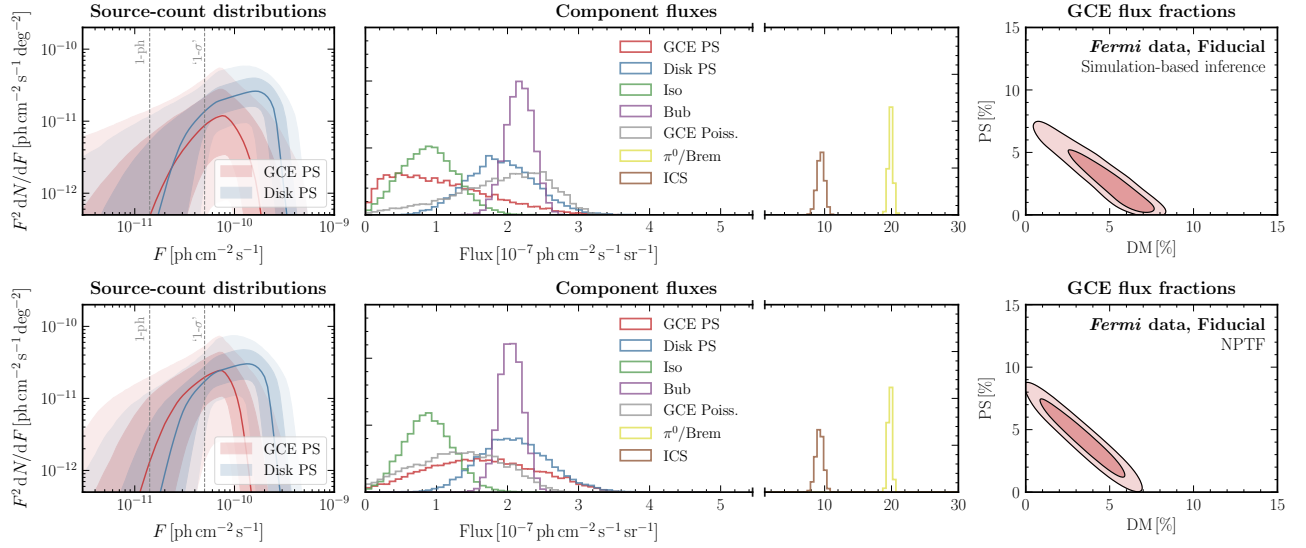 Source-count distributions
Component fluxes
GCE flux fractions
F² dN/dF [ph cm⁻² s⁻¹ deg⁻²]
10⁻¹⁰
10⁻¹¹
10⁻¹²
1-ph
'1-σ'
GCE PS
Disk PS
10⁻¹¹
10⁻¹⁰
10⁻⁹
F [ph cm⁻² s⁻¹]
GCE PS
Disk PS
Iso
Bub
GCE Poiss.
π⁰/Brem
ICS
0
1
2
3
4
5
10
20
30
Flux [10⁻⁷ ph cm⁻² s⁻¹ sr⁻¹]
Fermi data, Fiducial
Simulation-based inference
PS [%]
15
10
5
0
0
5
10
15
DM [%]
Source-count distributions
Component fluxes
GCE flux fractions
F² dN/dF [ph cm⁻² s⁻¹ deg⁻²]
10⁻¹⁰
10⁻¹¹
10⁻¹²
1-ph
'1-σ'
GCE PS
Disk PS
10⁻¹¹
10⁻¹⁰
10⁻⁹
F [ph cm⁻² s⁻¹]
GCE PS
Disk PS
Iso
Bub
GCE Poiss.
π⁰/Brem
ICS
0
1
2
3
4
5
10
20
30
Flux [10⁻⁷ ph cm⁻² s⁻¹ sr⁻¹]
Fermi data, Fiducial
NPTF
PS [%]
15
10
5
0
0
5
10
15
DM [%]